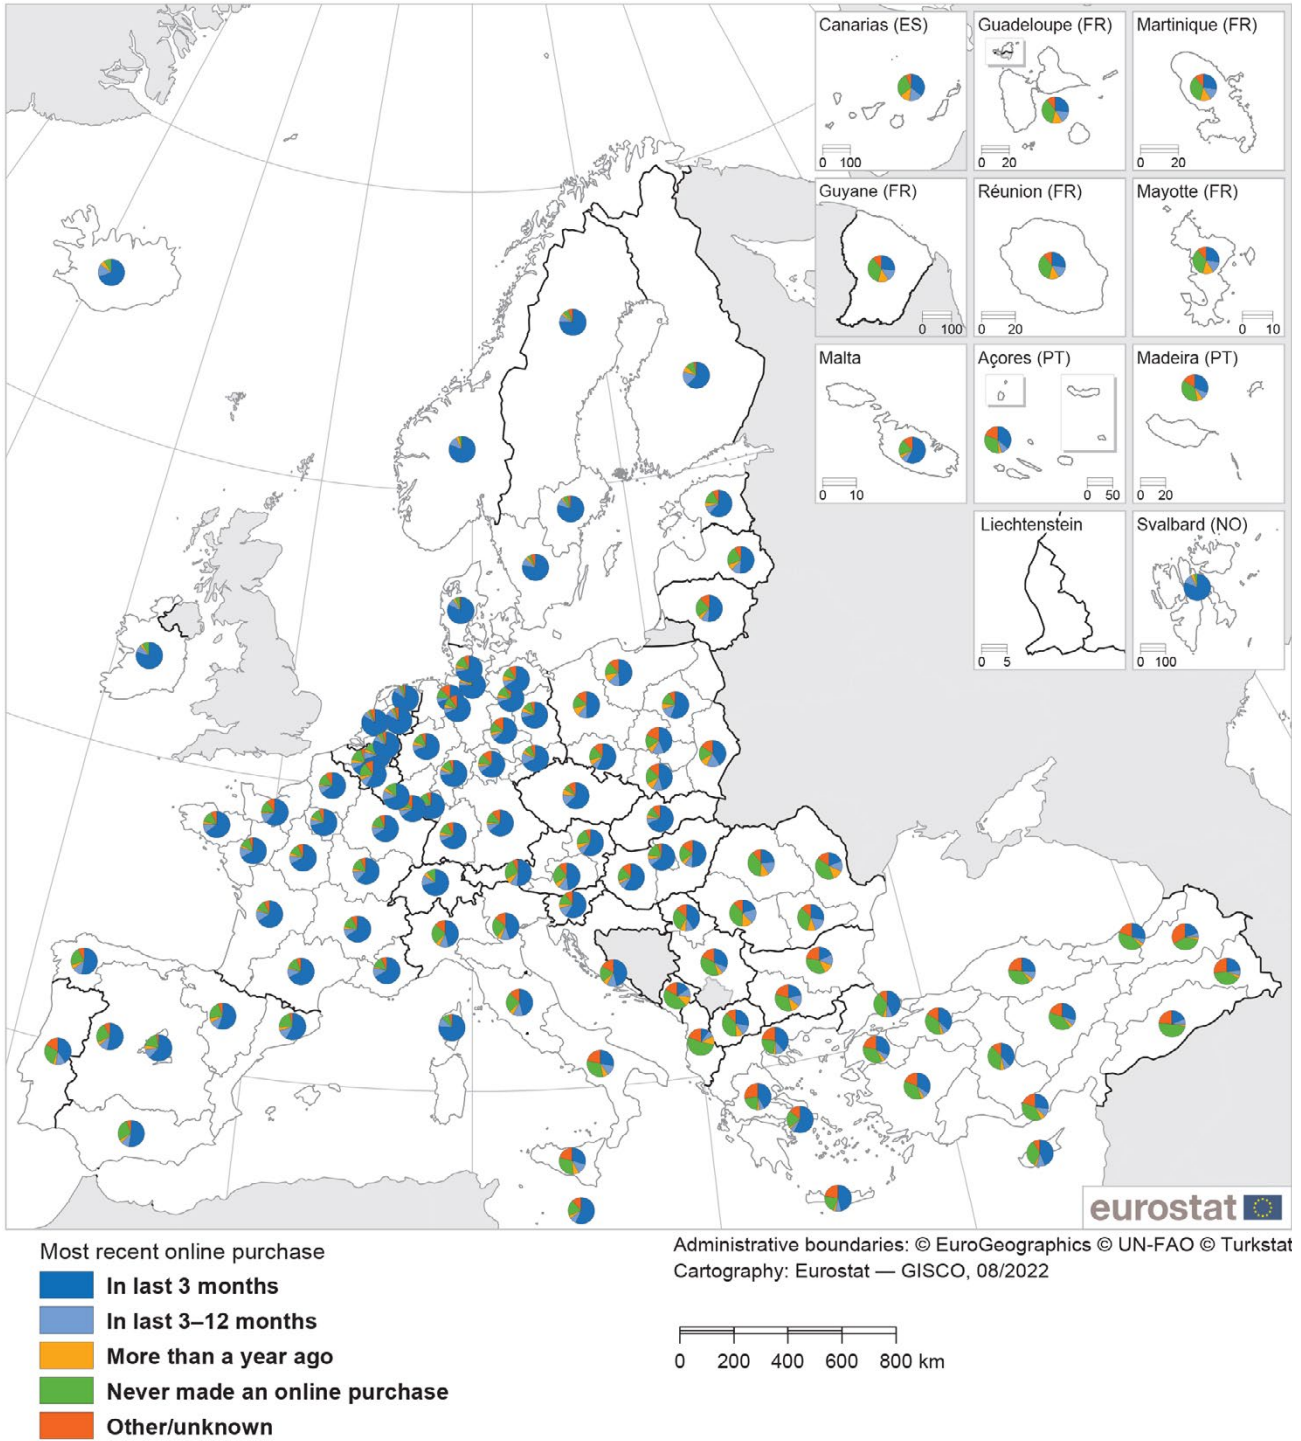 Canarias (ES)
0 100
Guadeloupe (FR)
0 20
Martinique (FR)
0 20
Guyane (FR)
0 100
Réunion (FR)
0 20
Mayotte (FR)
0 10
Malta
0 10
Açores (PT)
0 50
Madeira (PT)
0 20
Liechtenstein
0 5
Svalbard (NO)
0 100
eurostat
Administrative boundaries: © EuroGeographics © UN-FAO © Turkstat
Cartography: Eurostat — GISCO, 08/2022
Most recent online purchase
In last 3 months
In last 3–12 months
More than a year ago
Never made an online purchase
Other/unknown
0 200 400 600 800 km